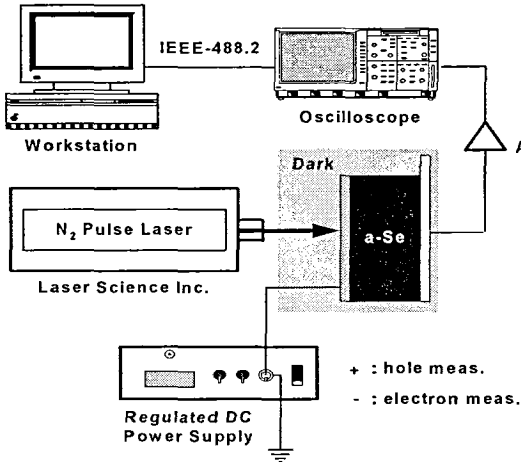 IEEE-488.2
Workstation
Oscilloscope
A
Dark
N₂ Pulse Laser
a-Se
Laser Science Inc.
+ : hole meas.
- : electron meas.
Regulated DC
Power Supply